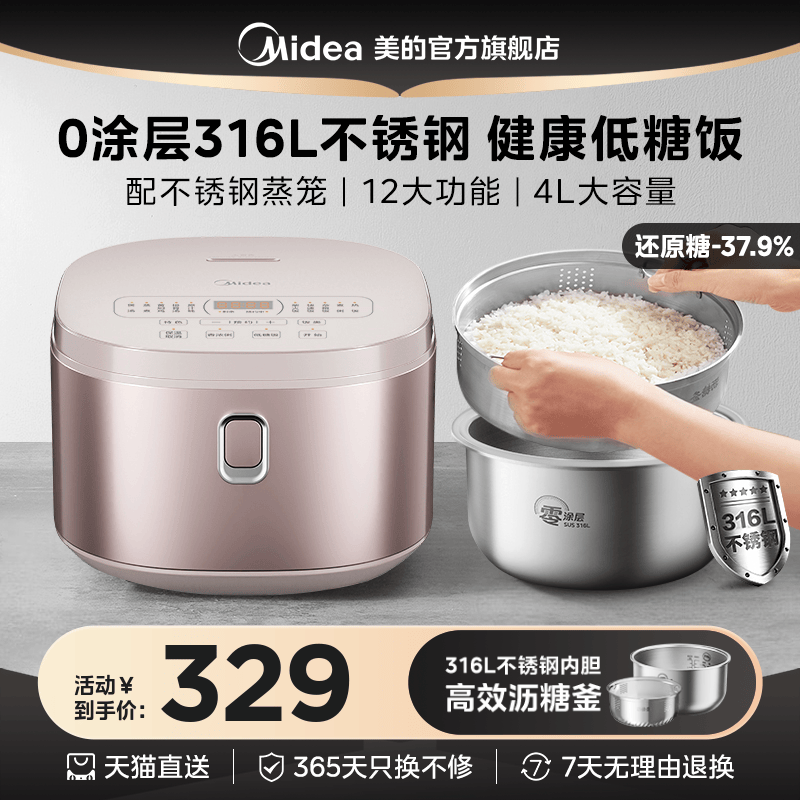 Midea 美的官方旗舰店
0涂层316L不锈钢 健康低糖饭
配不锈钢蒸笼|12大功能|4L大容量
还原糖-37.9%
Midea
零涂层
SUS 316L
316L
不锈钢
活动¥
到手价:
329
316L不锈钢内胆
高效沥糖釜
天猫直送
365天只换不修
7天无理由退换